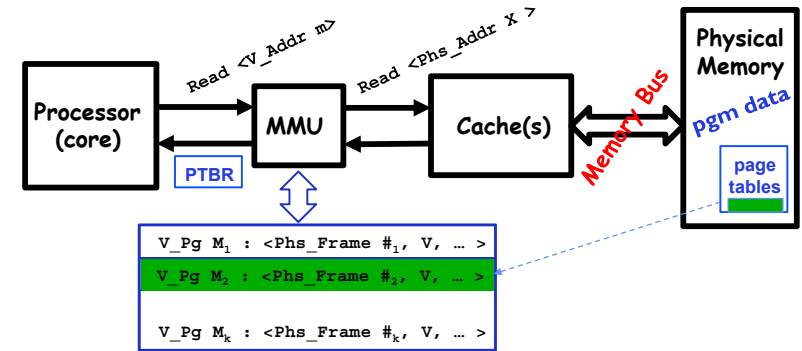 Read <V_Addr m>
Read <Phs_Addr X >
Processor
(core)
PTBR
MMU
Cache(s)
Memory Bus
Physical
Memory
pgm data
page
tables
V_Pg M₁ : <Phs_Frame #₁, V, … >
V_Pg M₂ : <Phs_Frame #₂, V, … >
V_Pg Mₖ : <Phs_Frame #ₖ, V, … >